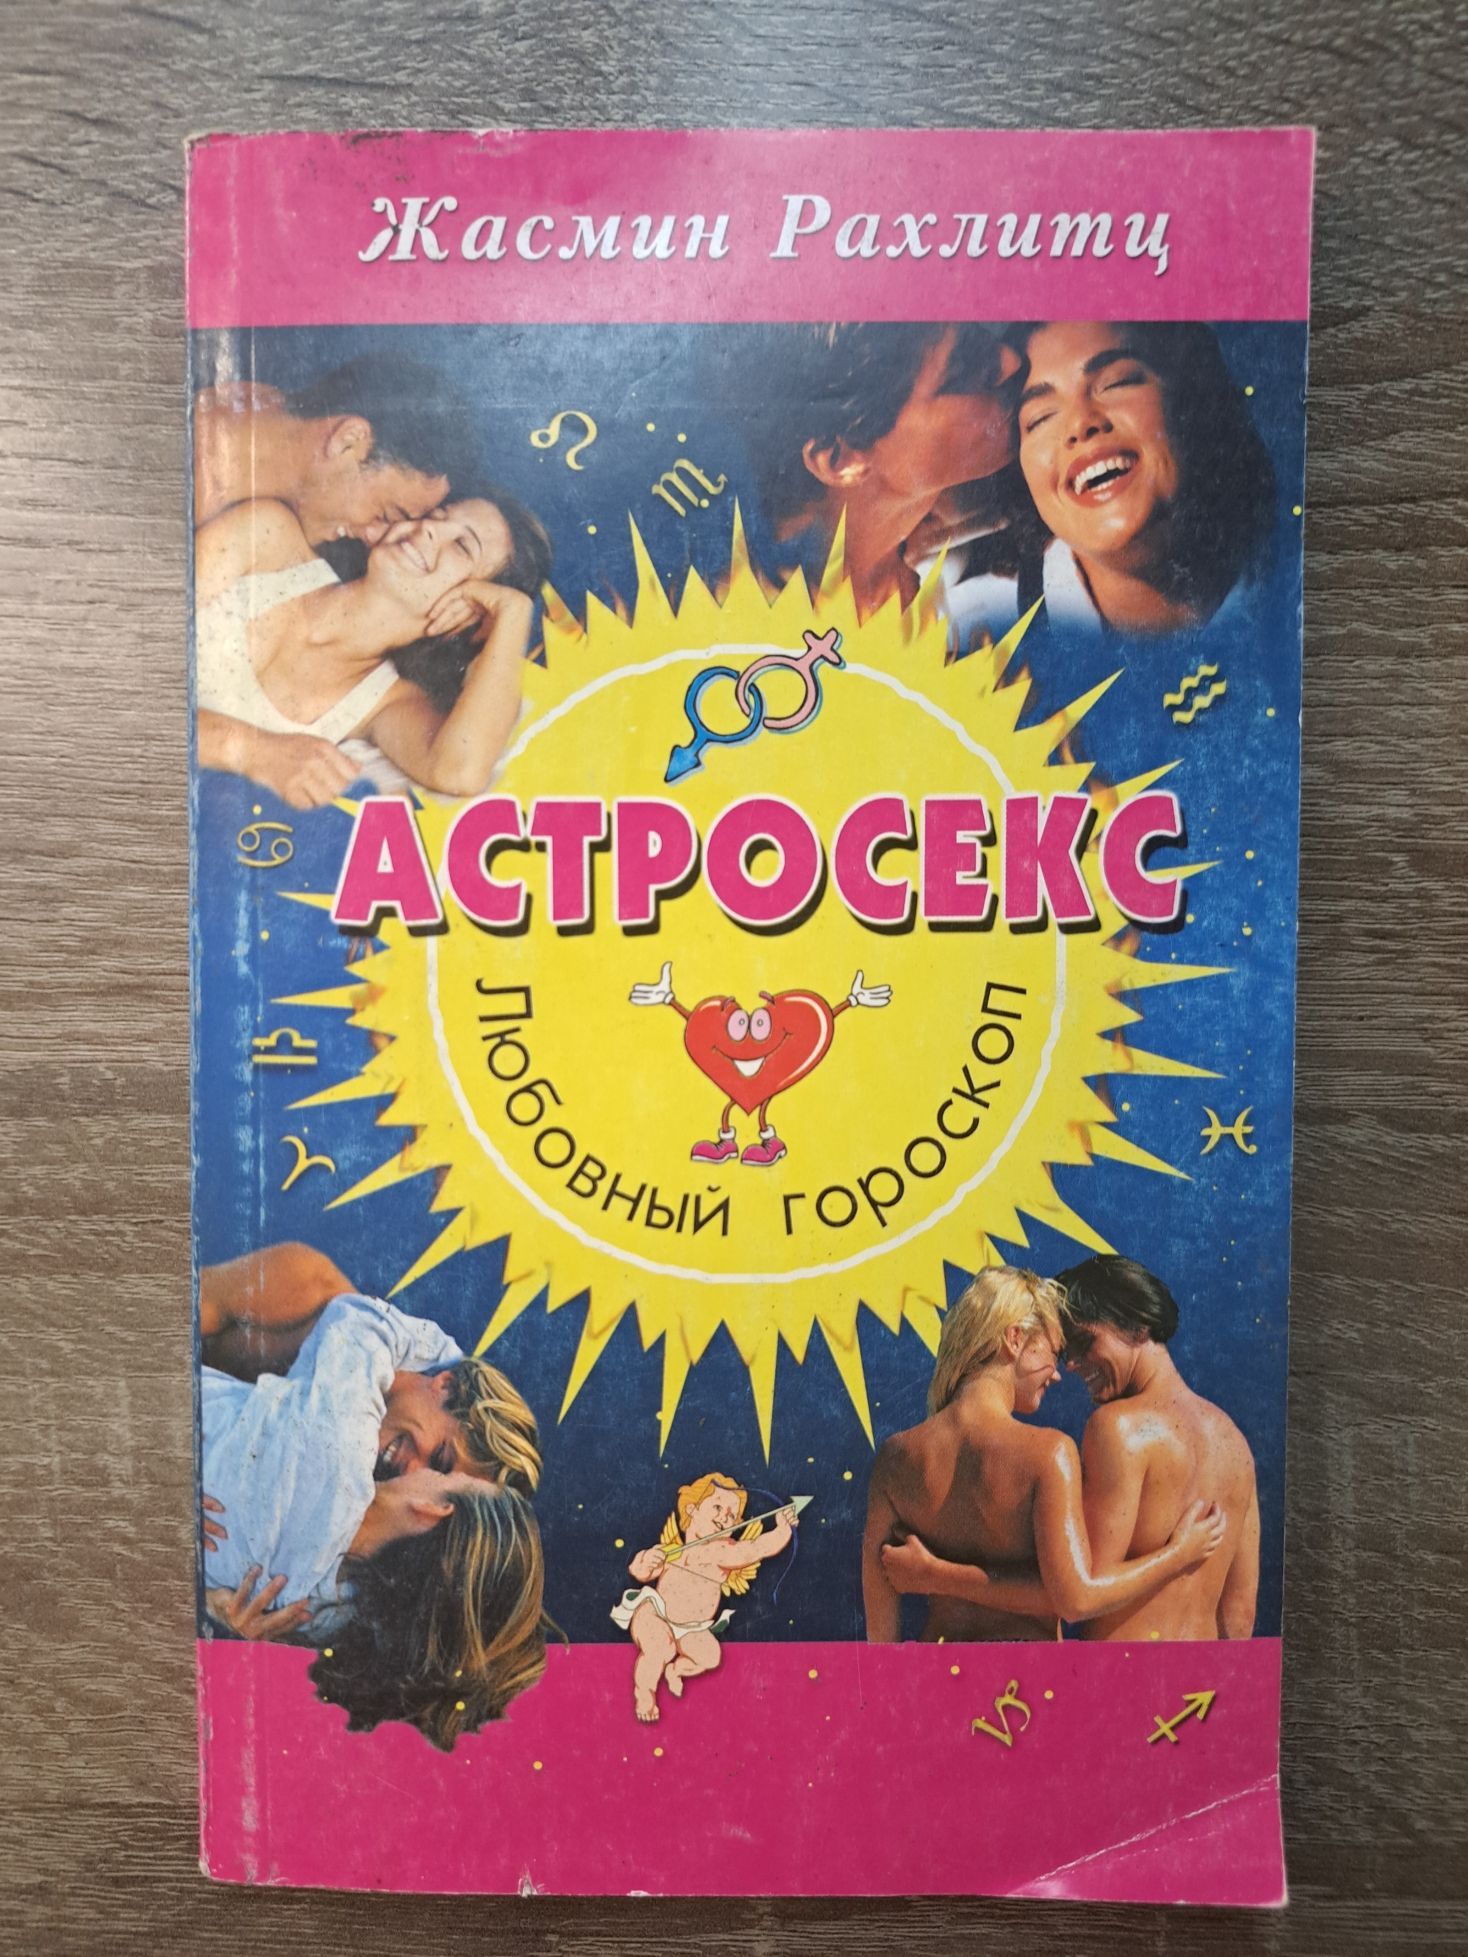 Жасмин Рахлитц
АСТРОСЕКС
Любовный гороскоп